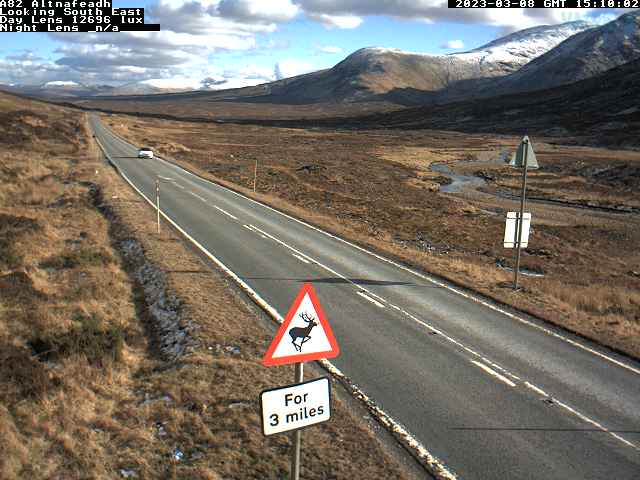 A82 Altnafeadh
Looking South East
Day Lens 12696 lux
Night Lens _n/a
2023-03-08 GMT 15:10:02
For
3 miles